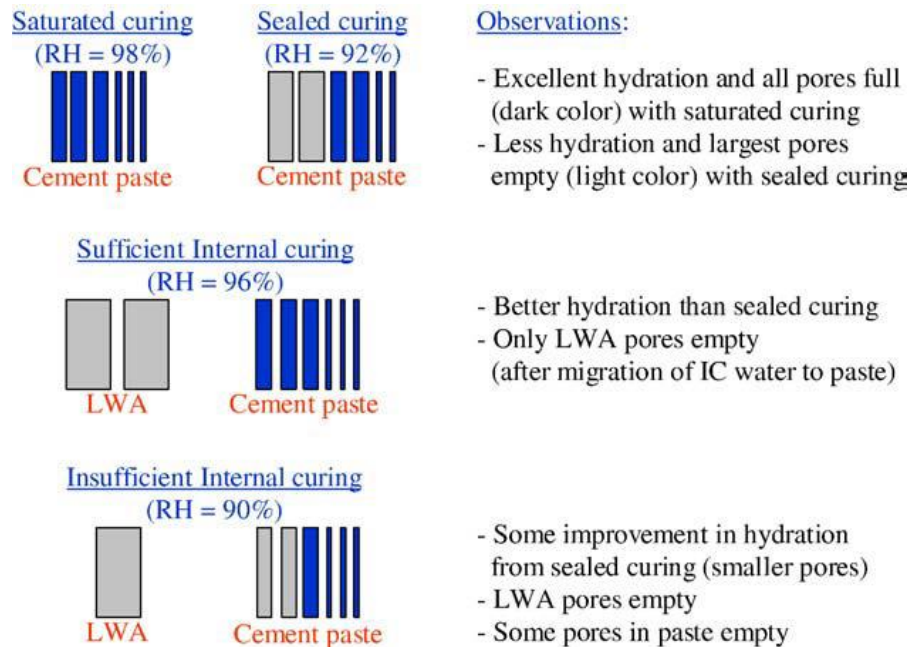 Saturated curing
(RH = 98%)
Cement paste
Sealed curing
(RH = 92%)
Cement paste
Observations:
- Excellent hydration and all pores full
(dark color) with saturated curing
- Less hydration and largest pores
empty (light color) with sealed curing.
Sufficient Internal curing
(RH = 96%)
LWA
Cement paste
- Better hydration than sealed curing
- Only LWA pores empty
(after migration of IC water to paste)
Insufficient Internal curing
(RH = 90%)
LWA
Cement paste
- Some improvement in hydration
from sealed curing (smaller pores)
- LWA pores empty
- Some pores in paste empty